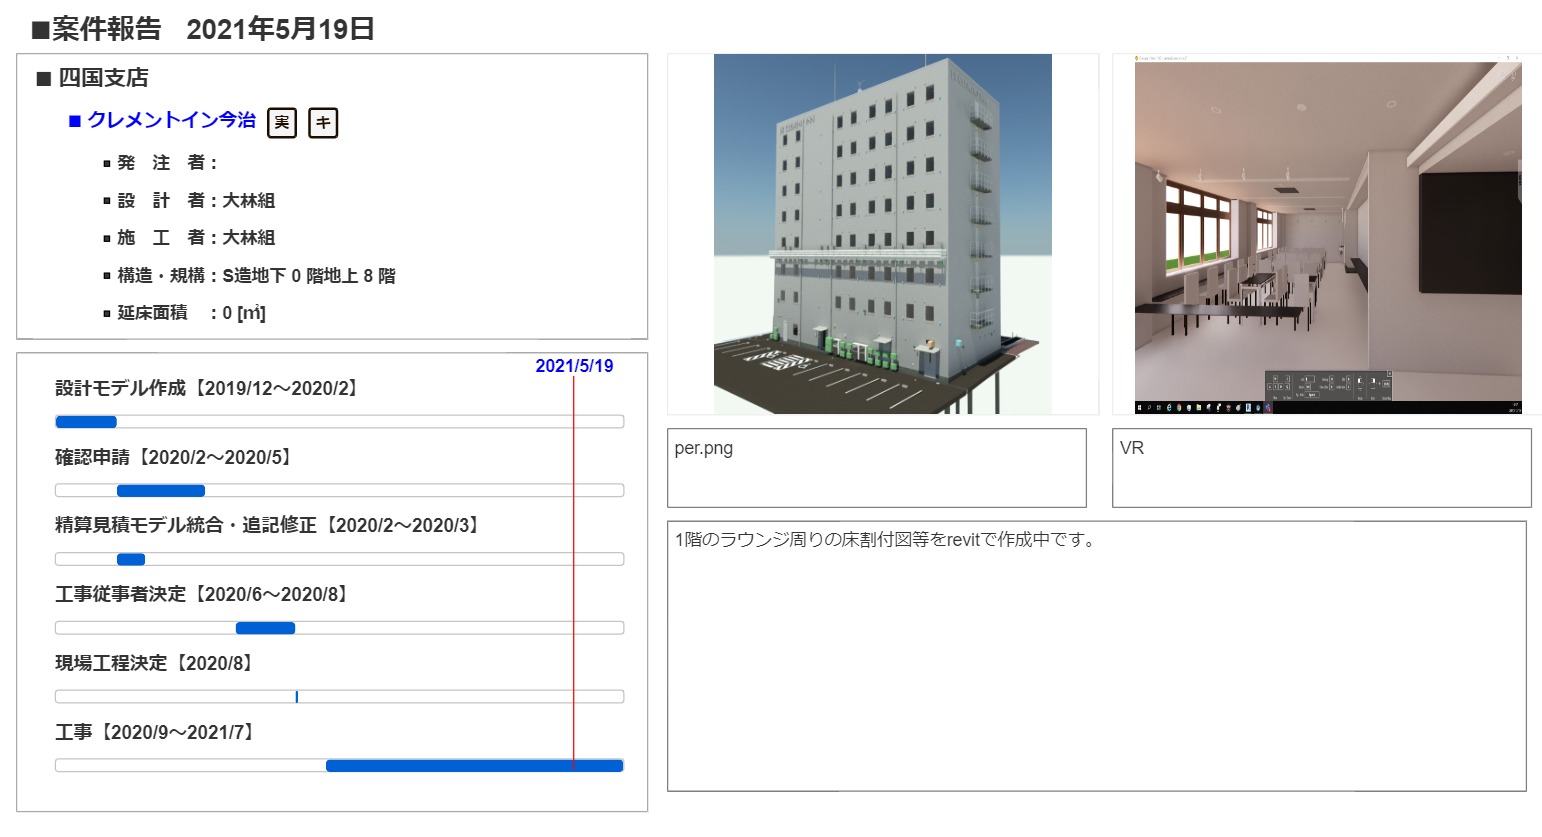 ■案件報告 2021年5月19日
■ 四国支店
■ クレメントイン今治 実 キ
▪ 発 注 者：
▪ 設 計 者：大林組
▪ 施 工 者：大林組
▪ 構造・規構：S造地下 0 階地上 8 階
▪ 延床面積 ：0 [㎡]
2021/5/19
設計モデル作成【2019/12～2020/2】
確認申請【2020/2～2020/5】
精算見積モデル統合・追記修正【2020/2～2020/3】
工事従事者決定【2020/6～2020/8】
現場工程決定【2020/8】
工事【2020/9～2021/7】
per.png
VR
1階のラウンジ周りの床割付図等をrevitで作成中です。